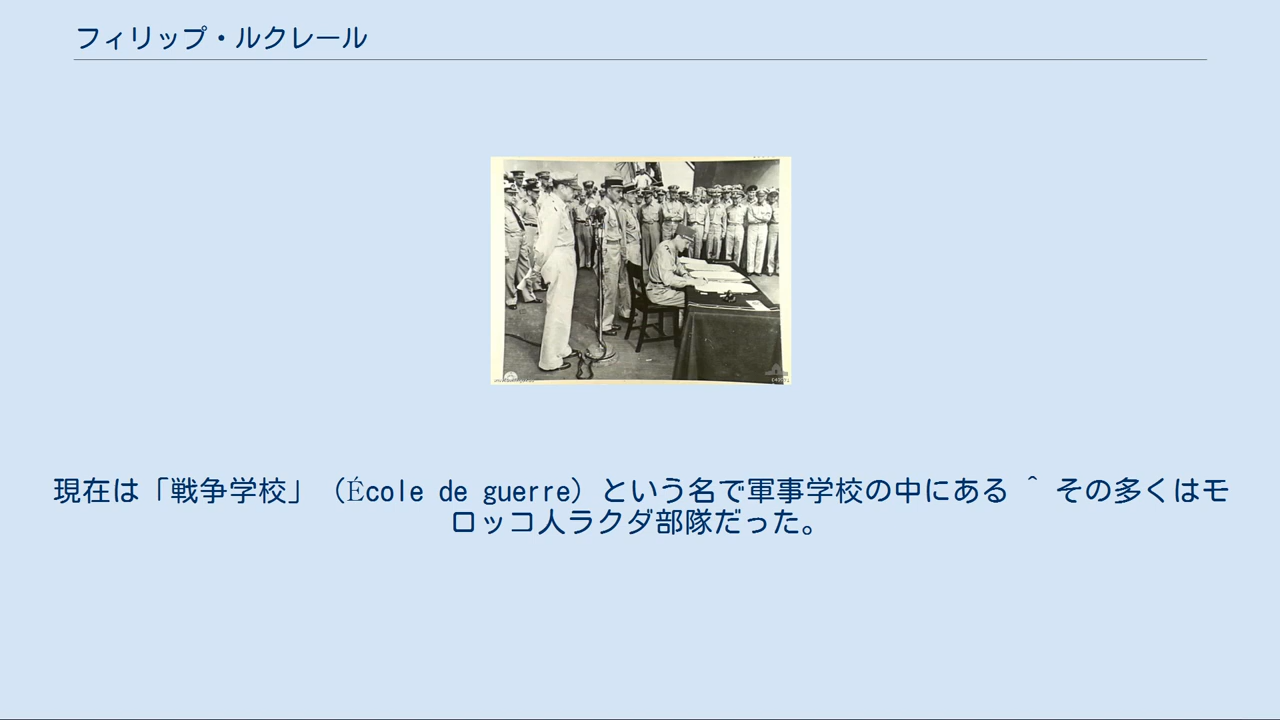 フィリップ・ルクレール
現在は「戦争学校」（École de guerre）という名で軍事学校の中にある ^ その多くはモ
ロッコ人ラクダ部隊だった。